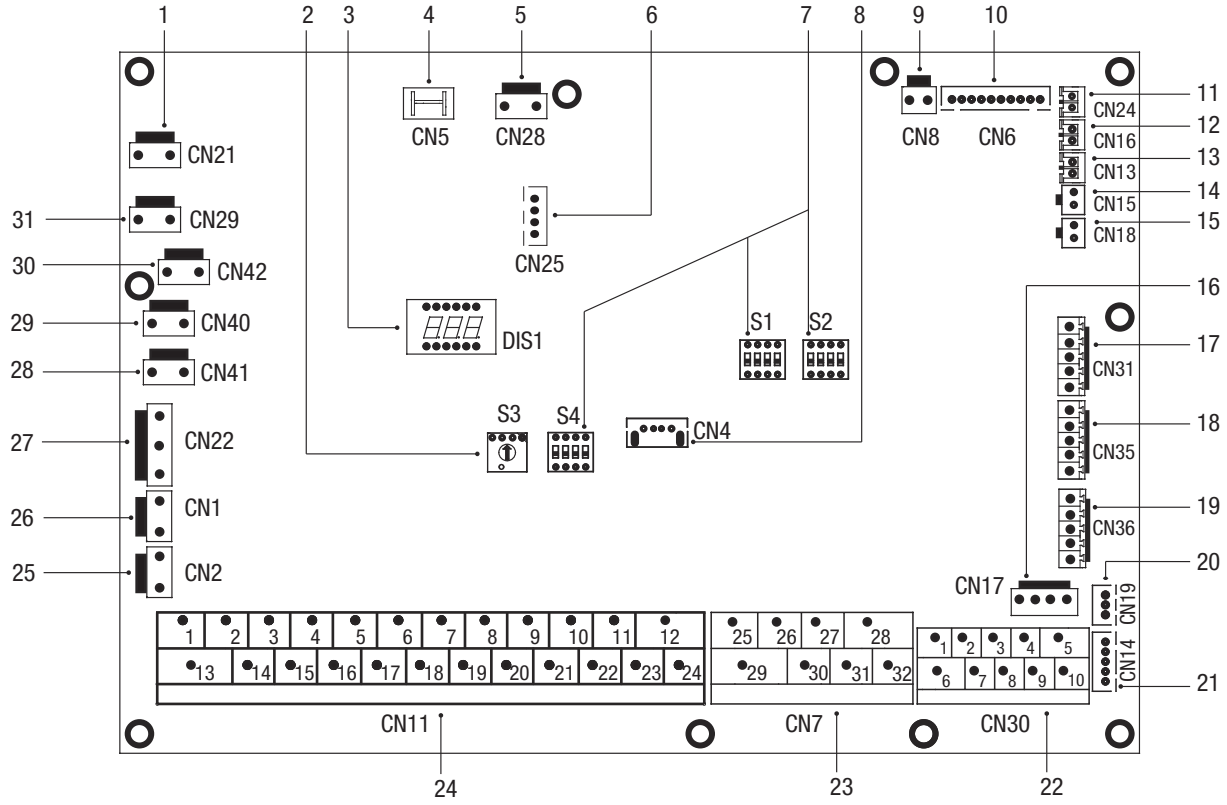 1 2 3 4 5 6 7 8 9 10
CN5 CN28 CN8 CN6
CN24 11
CN16 12
CN13 13
CN15 14
CN18 15
CN21
31 CN29
CN25
30 CN42
16
29 CN40
3 DIS1 S1 S2
CN31 17
28 CN41
27 CN22
S3 S4 CN4
CN35 18
26 CN1
CN36 19
25 CN2
CN17
CN19 20
CN14 21
1 2 3 4 5 6 7 8 9 10 11 12
13 14 15 16 17 18 19 20 21 22 23 24
25 26 27 28
29 30 31 32
1 2 3 4 5
6 7 8 9 10
CN11 CN7 CN30
24 23 22